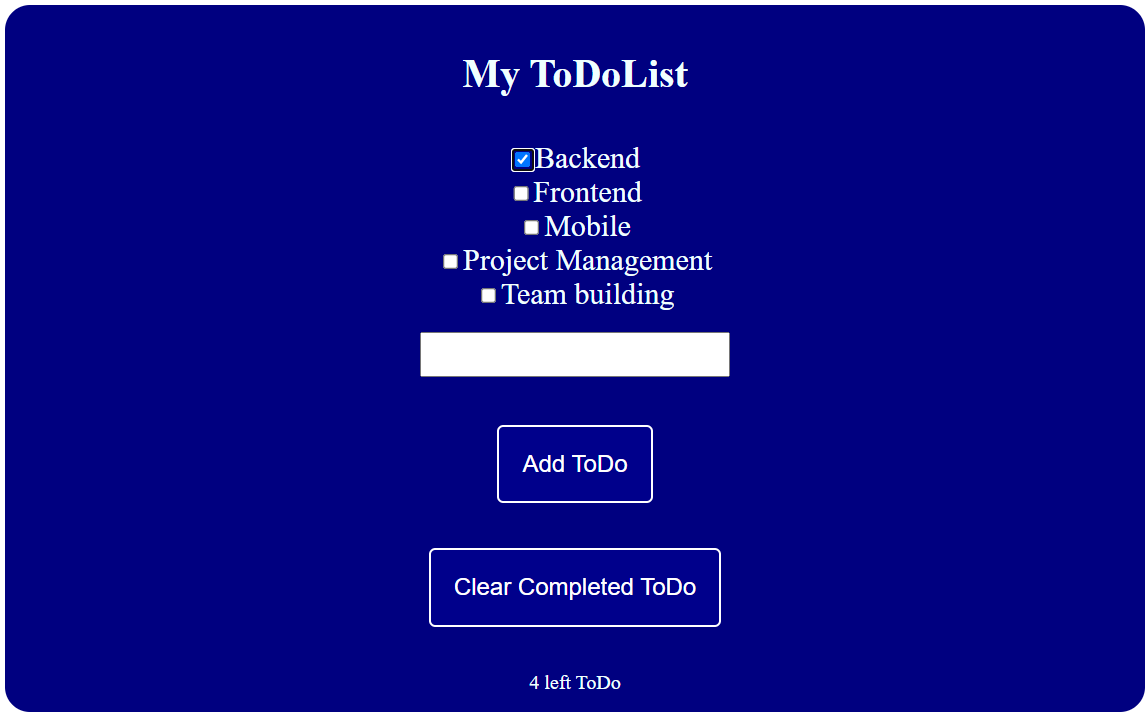 My ToDoList
Backend
Frontend
Mobile
Project Management
Team building
Add ToDo
Clear Completed ToDo
4 left ToDo